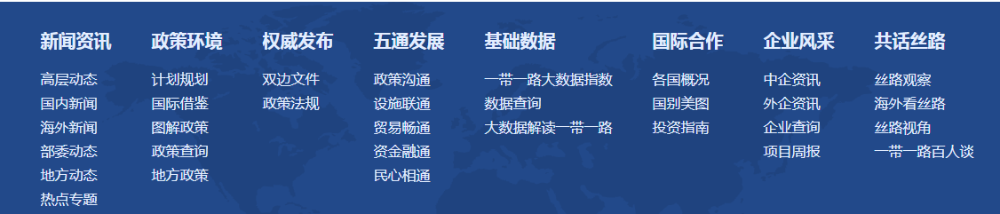 新闻资讯 政策环境 权威发布 五通发展 基础数据 国际合作 企业风采 共话丝路
高层动态 计划规划 双边文件 政策沟通 一带一路大数据指数 各国概况 中企资讯 丝路观察
国内新闻 国际借鉴 政策法规 设施联通 数据查询 国别美图 外企资讯 海外看丝路
海外新闻 图解政策 贸易畅通 大数据解读一带一路 投资指南 企业查询 丝路视角
部委动态 政策查询 资金融通 项目周报 一带一路百人谈
地方动态 地方政策 民心相通
热点专题